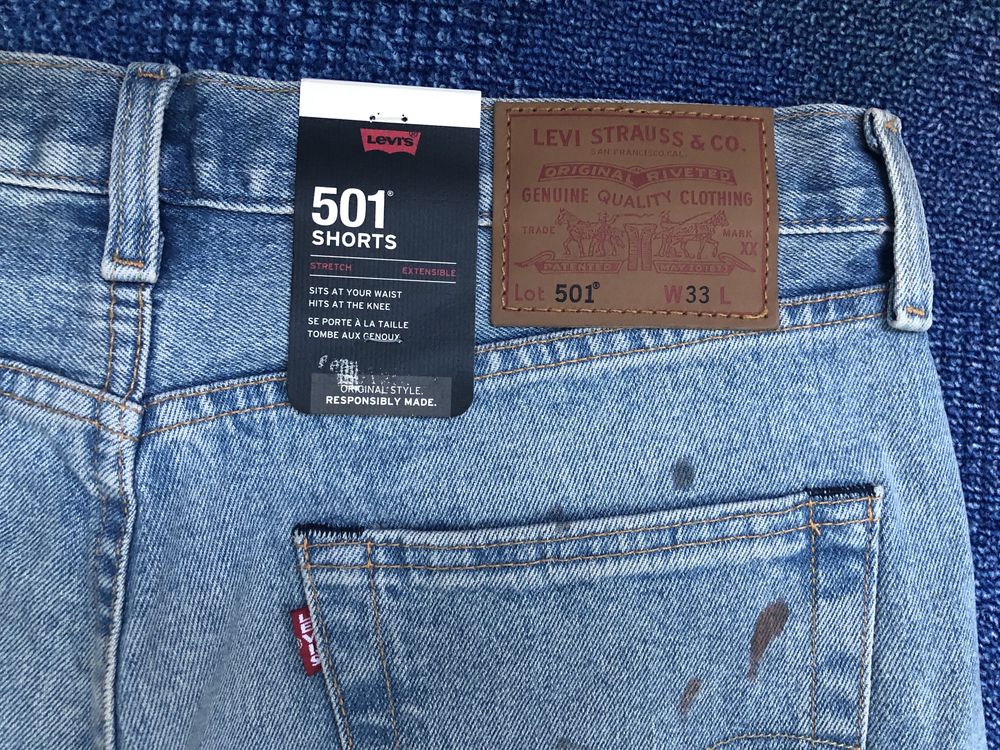 LEVI'S
501®
SHORTS
STRETCH EXTENSIBLE
SITS AT YOUR WAIST
HITS AT THE KNEE
SE PORTE À LA TAILLE
TOMBE AUX GENOUX
ORIGINAL STYLE.
RESPONSIBLY MADE.
LEVI STRAUSS & CO.
SAN FRANCISCO, CAL.
ORIGINAL RIVETED
GENUINE QUALITY CLOTHING
TRADE MARK
XX
PATENTED MAY 20 1873
Lot 501® W33 L
LEVI'S